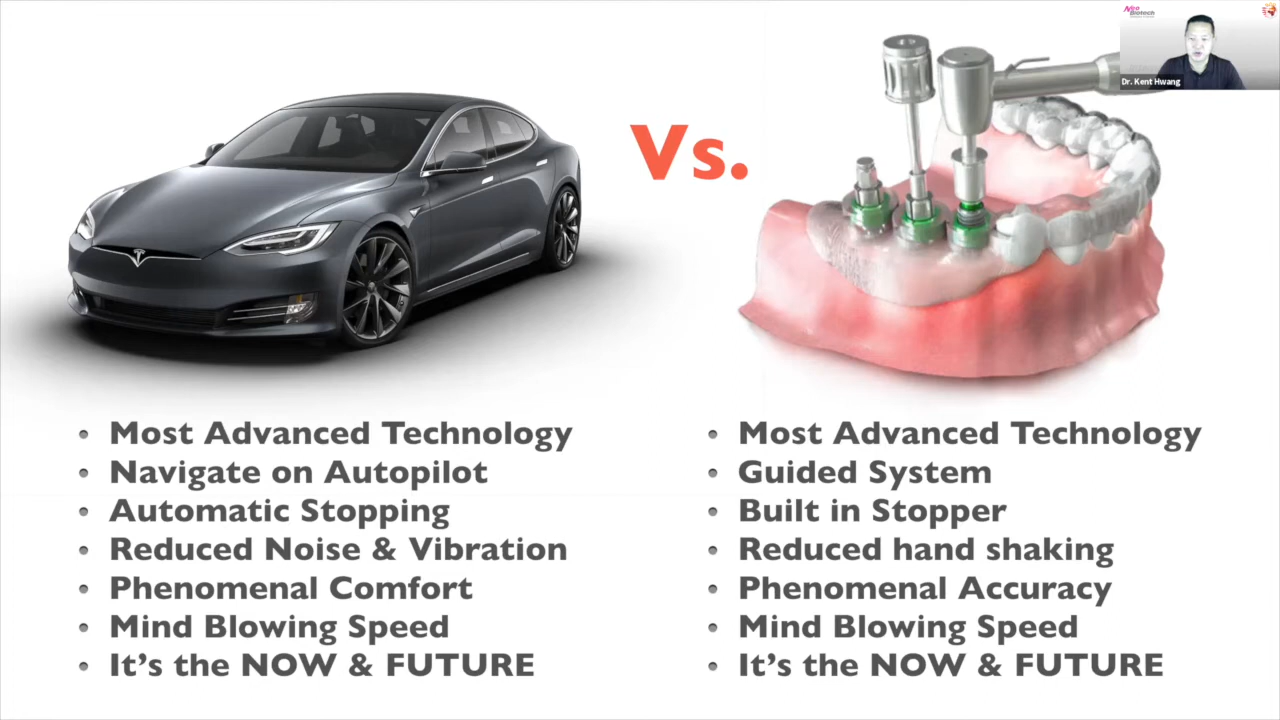 Neo Biotech
Dr. Kent Hwang
Vs.
• Most Advanced Technology
• Navigate on Autopilot
• Automatic Stopping
• Reduced Noise & Vibration
• Phenomenal Comfort
• Mind Blowing Speed
• It’s the NOW & FUTURE
• Most Advanced Technology
• Guided System
• Built in Stopper
• Reduced hand shaking
• Phenomenal Accuracy
• Mind Blowing Speed
• It’s the NOW & FUTURE